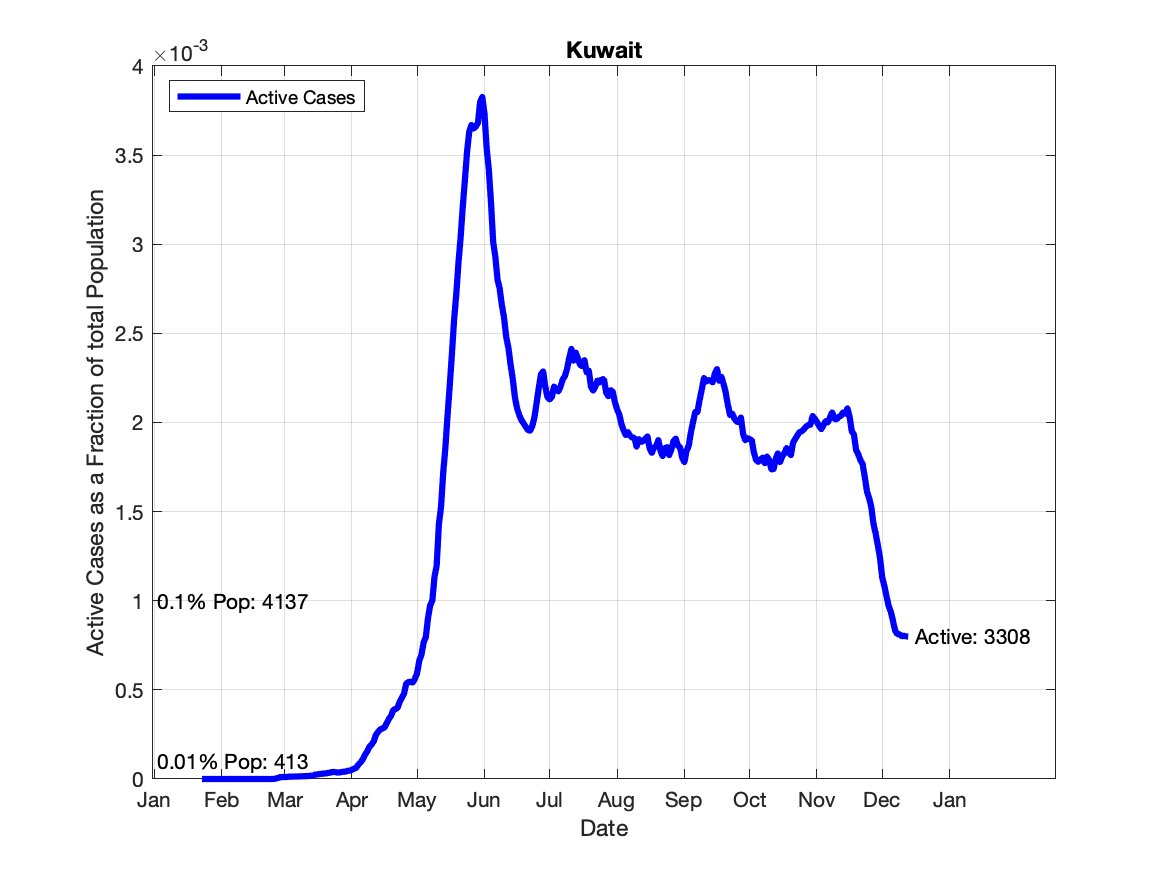 Kuwait
×10-3
Active Cases
4
3.5
3
2.5
2
1.5
1
0.5
0
Active Cases as a Fraction of total Population
0.1% Pop: 4137
Active: 3308
0.01% Pop: 413
Jan Feb Mar Apr May Jun Jul Aug Sep Oct Nov Dec Jan
Date